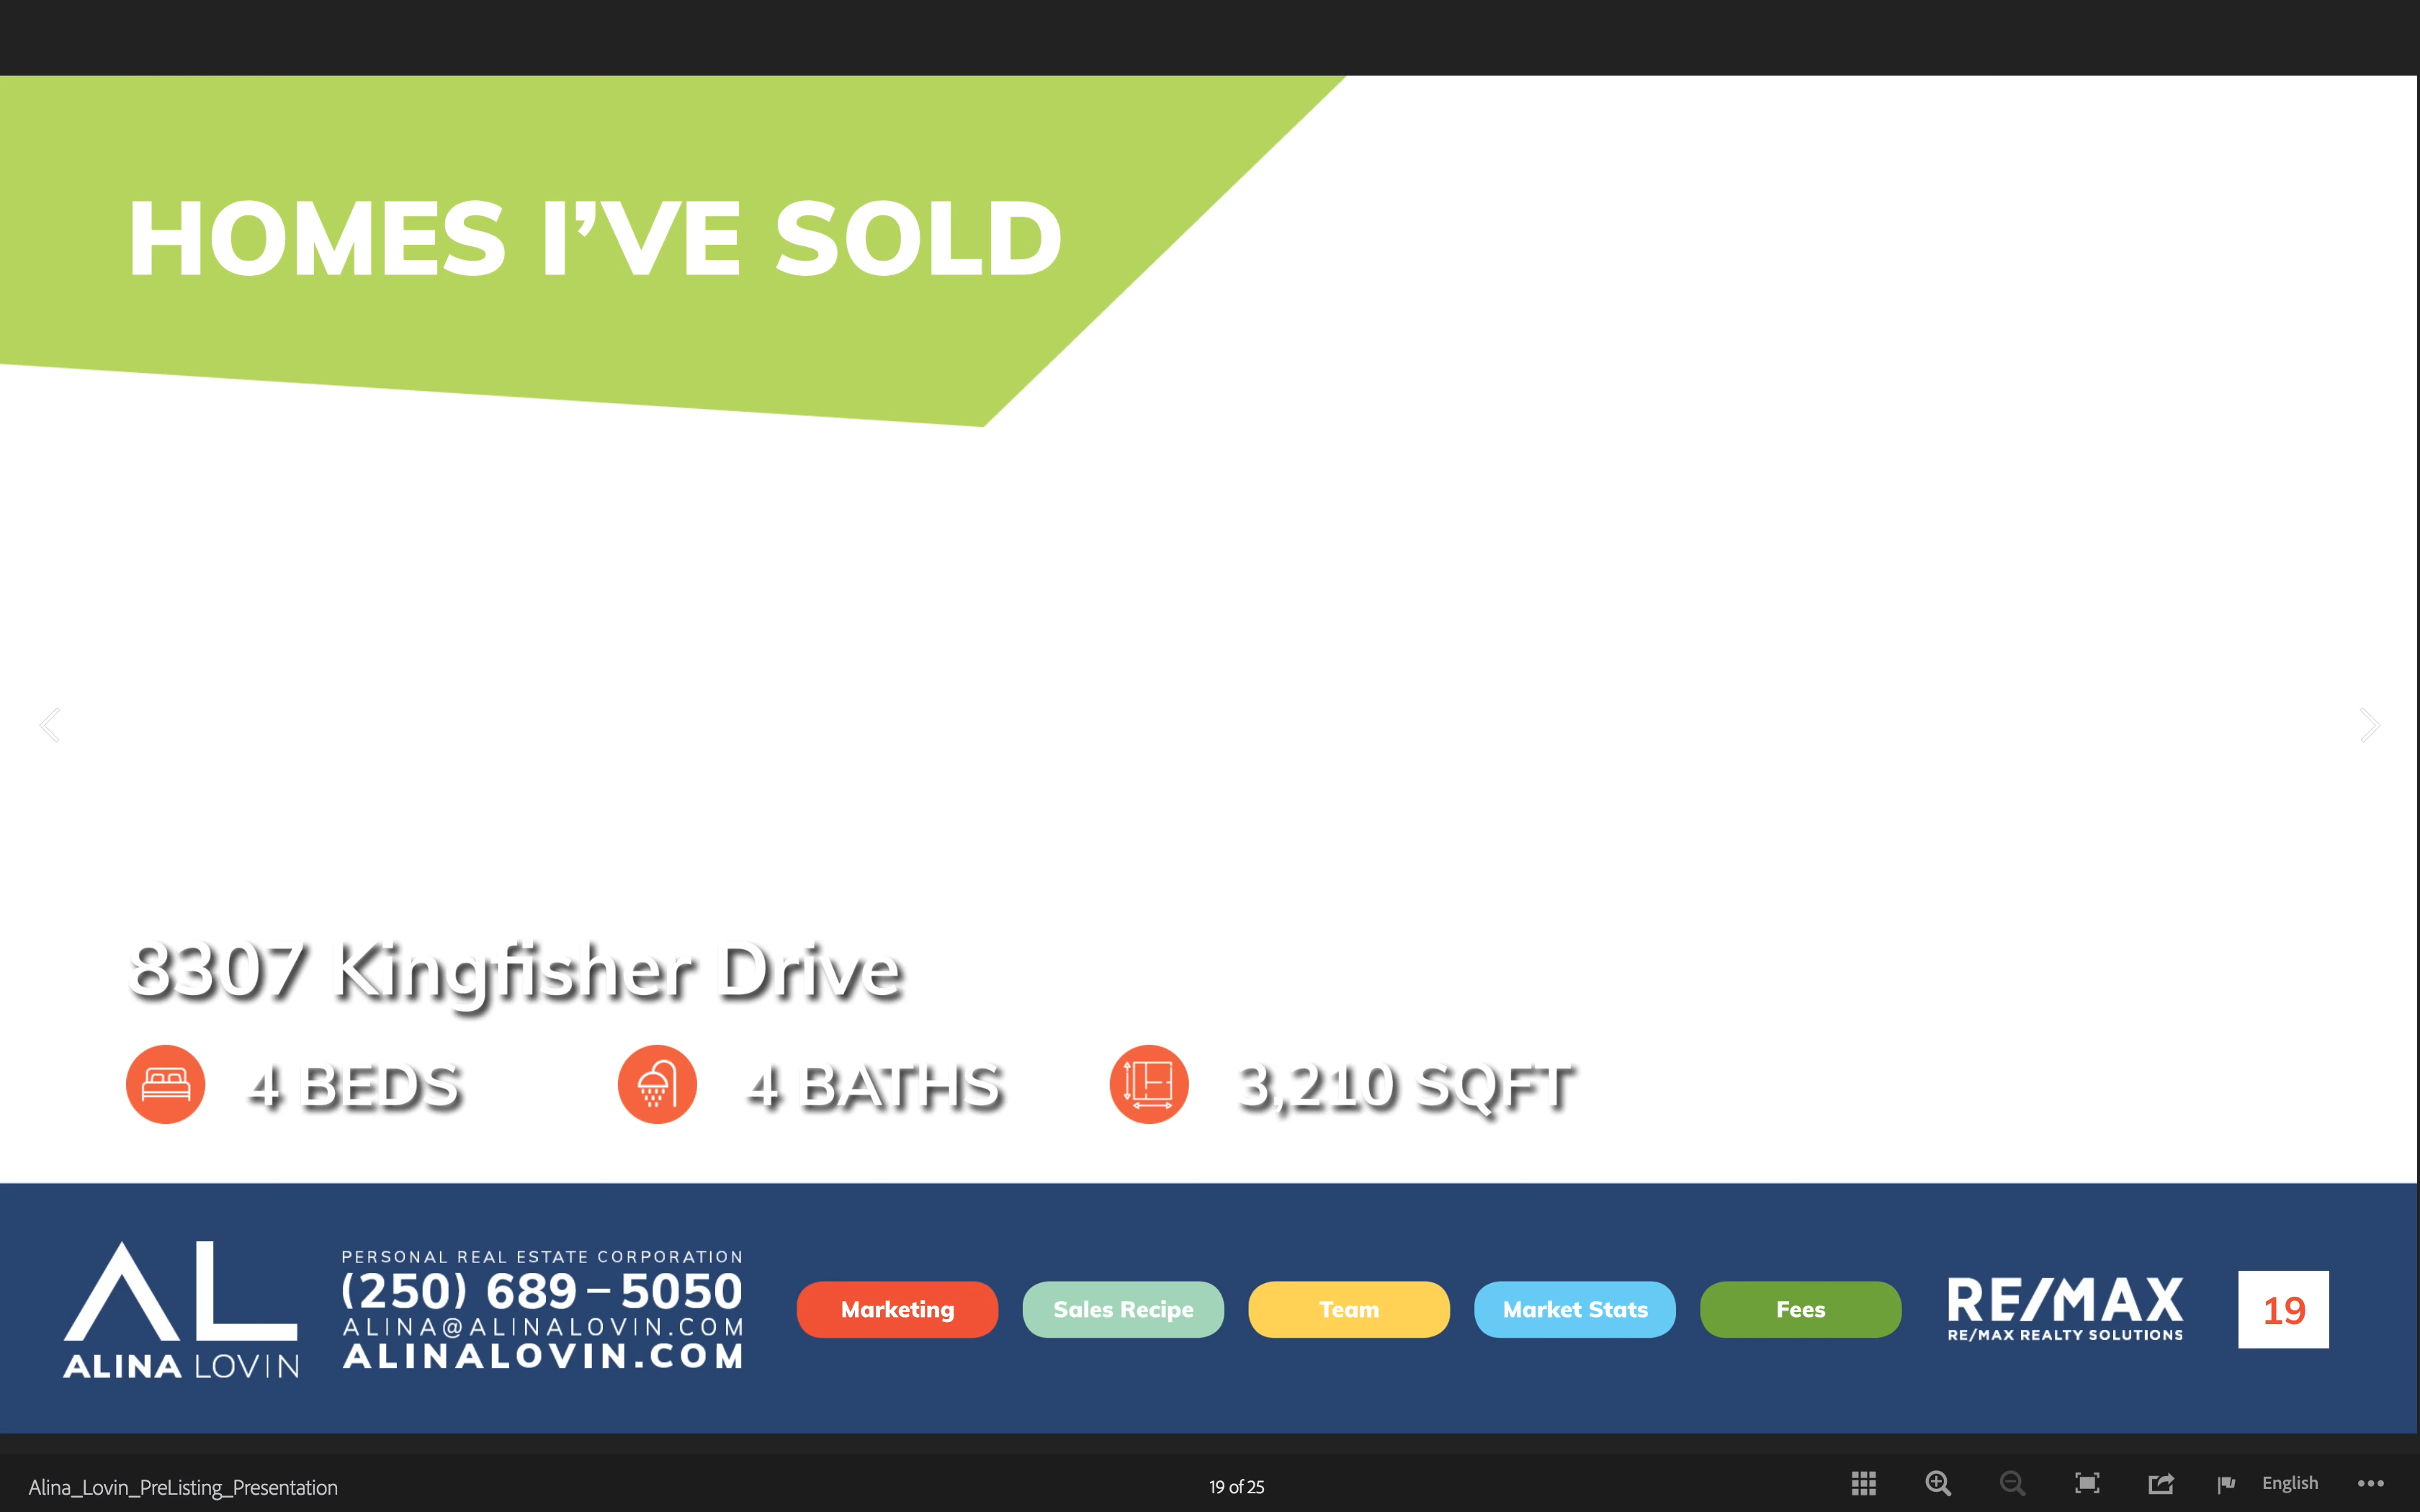 HOMES I'VE SOLD
8307 Kingfisher Drive
4 BEDS
4 BATHS
3,210 SQFT
AL
ALINA LOVIN
PERSONAL REAL ESTATE CORPORATION
(250) 689-5050
ALINA@ALINALOVIN.COM
ALINALOVIN.COM
Marketing
Sales Recipe
Team
Market Stats
Fees
RE/MAX
RE/MAX REALTY SOLUTIONS
19
Alina_Lovin_PreListing_Presentation
19 of 25
English